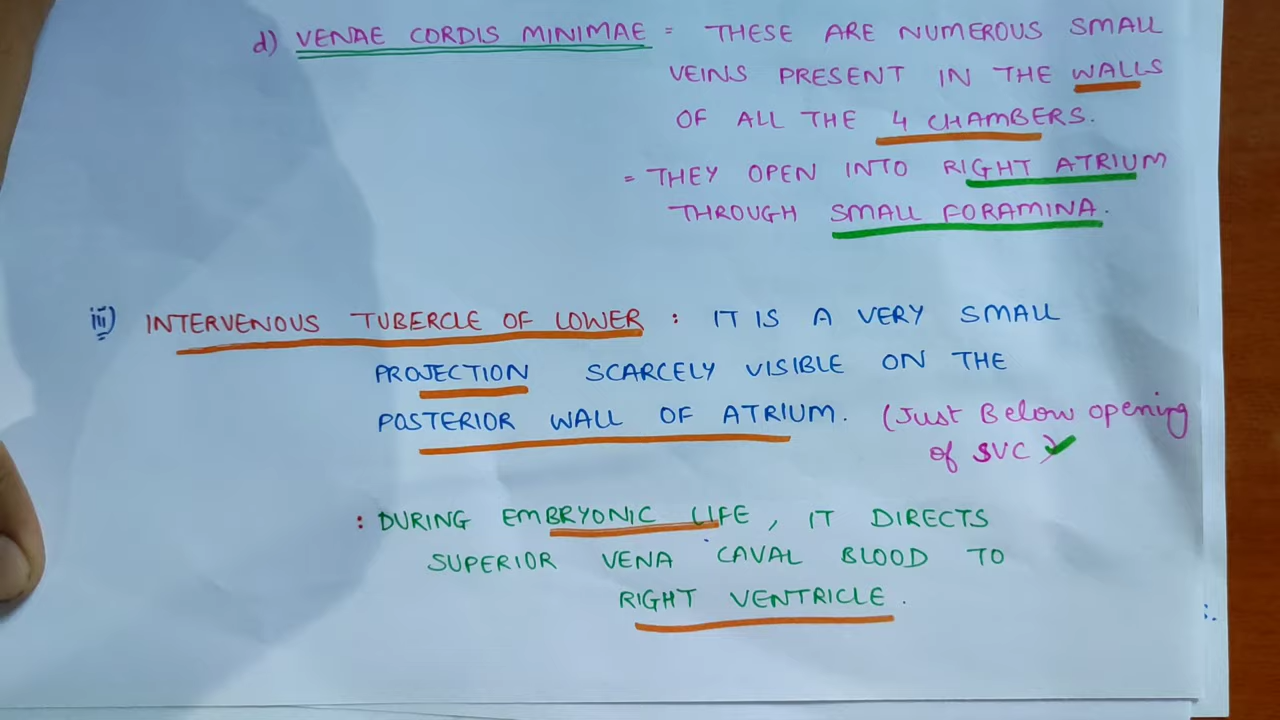 d) VENAE CORDIS MINIMAE = THESE ARE NUMEROUS SMALL
VEINS PRESENT IN THE WALLS
OF ALL THE 4 CHAMBERS.
= THEY OPEN INTO RIGHT ATRIUM
THROUGH SMALL FORAMINA.
iii) INTERVENOUS TUBERCLE OF LOWER : IT IS A VERY SMALL
PROJECTION SCARCELY VISIBLE ON THE
POSTERIOR WALL OF ATRIUM. (Just Below opening
of SVC)
: DURING EMBRYONIC LIFE, IT DIRECTS
SUPERIOR VENA CAVAL BLOOD TO
RIGHT VENTRICLE.